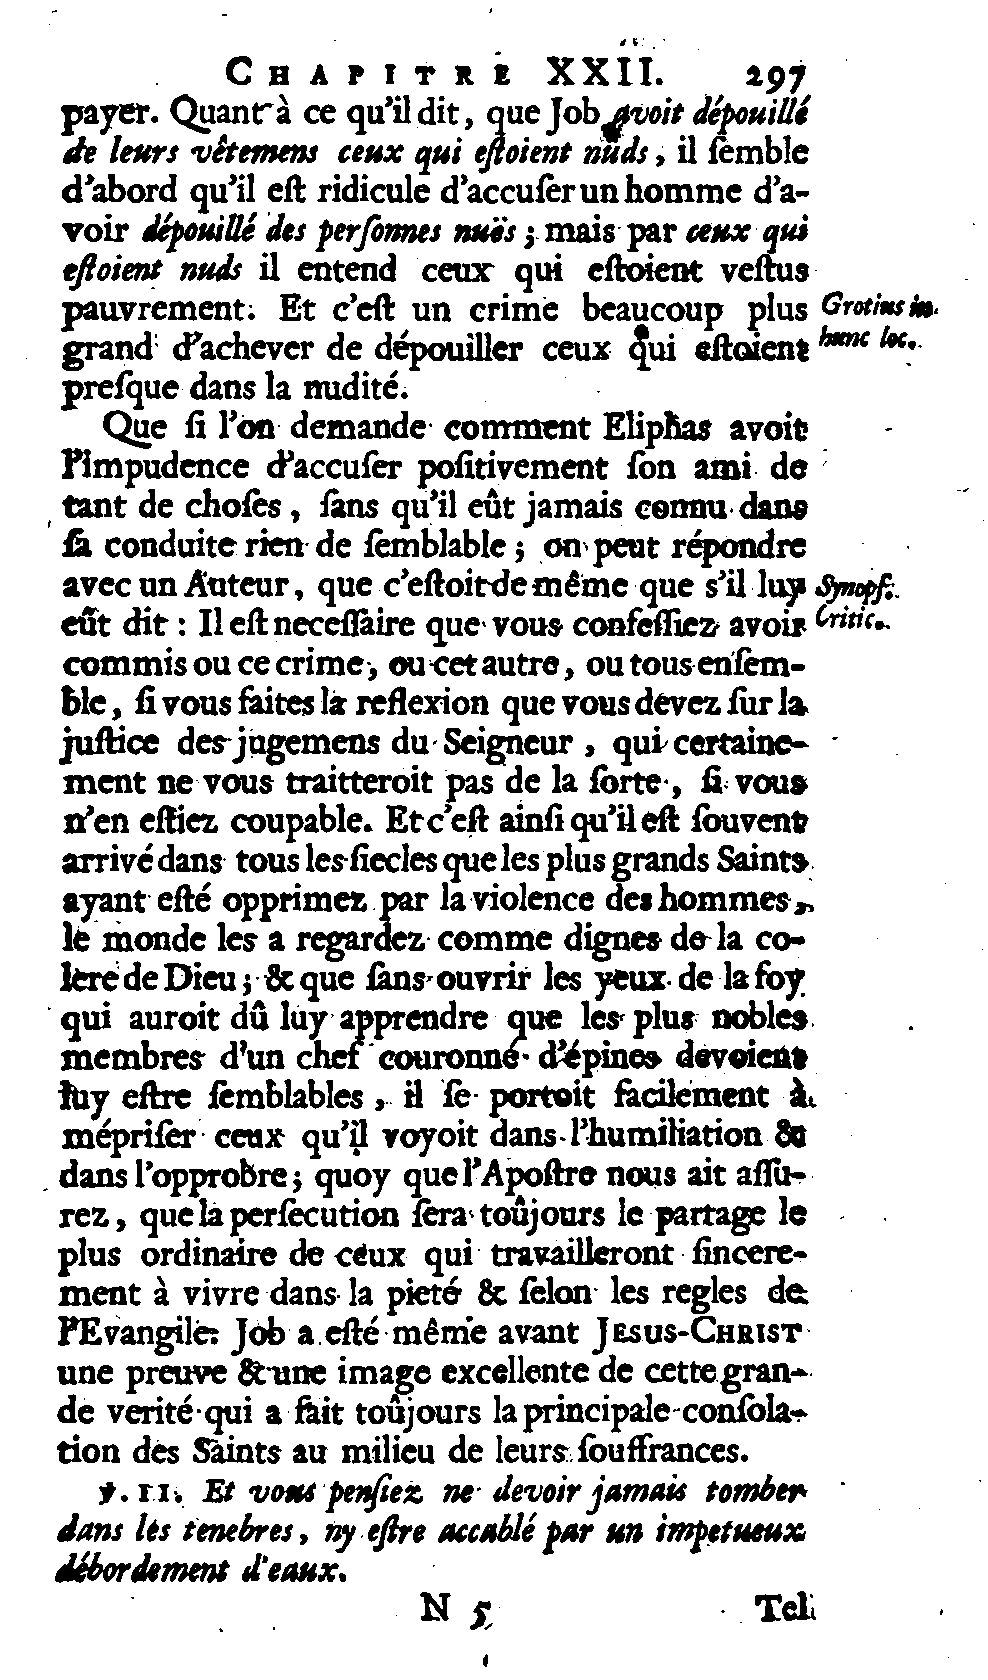 CHAPITRE XXII. 297
payer. Quant à ce qu'il dit, que Job avoit dépouillé
de leurs vêtemens ceux qui eſtoient nuds, il ſemble
d'abord qu'il eſt ridicule d'accuſer un homme d'a-
voir dépouillé des perſonnes nuës ; mais par ceux qui
eſtoient nuds il entend ceux qui eſtoient veſtus
pauvrement. Et c'eſt un crime beaucoup plus
Grotius in
grand d'achever de dépouiller ceux qui eſtoient
hunc loc.
preſque dans la nudité.
Que ſi l'on demande comment Eliphas avoit
l'impudence d'accuſer poſitivement ſon ami de
tant de choſes, ſans qu'il eût jamais connu dans
ſa conduite rien de ſemblable ; on peut répondre
avec un Auteur, que c'eſtoit de même que s'il luy
Synopſ.
eût dit : Il eſt neceſſaire que vous confeſſiez avoir
Critic.
commis ou ce crime, ou cet autre, ou tous enſem-
ble, ſi vous faites la reflexion que vous devez ſur la
juſtice des jugemens du Seigneur, qui certaine-
ment ne vous traitteroit pas de la ſorte, ſi vous
n'en eſtiez coupable. Et c'eſt ainſi qu'il eſt ſouvent
arrivé dans tous les ſiecles que les plus grands Saints
ayant eſté opprimez par la violence des hommes,
le monde les a regardez comme dignes de la co-
lere de Dieu ; & que ſans ouvrir les yeux de la foy
qui auroit dû luy apprendre que les plus nobles
membres d'un chef couronné d'épines devoient
luy eſtre ſemblables, il ſe portoit facilement à
mépriſer ceux qu'il voyoit dans l'humiliation &
dans l'opprobre ; quoy que l'Apoſtre nous ait aſſu-
rez, que la perſecution ſera toûjours le partage le
plus ordinaire de ceux qui travailleront ſincere-
ment à vivre dans la pieté & ſelon les regles de
l'Evangile. Job a eſté même avant JESUS-CHRIST
une preuve & une image excellente de cette gran-
de verité qui a fait toûjours la principale conſola-
tion des Saints au milieu de leurs ſouffrances.
℣. 11. Et vous penſiez ne devoir jamais tomber
dans les tenebres, ny eſtre accablé par un impetueux
débordement d'eaux.
N 5 Tel